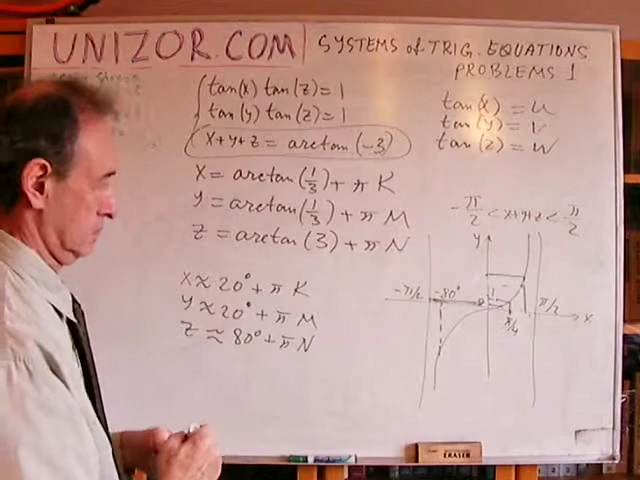 UNIZOR.COM
SYSTEMS of TRIG. EQUATIONS
PROBLEMS 1
tan(x) tan(z)=1
tan(y) tan(z)=1
x+y+z = arctan(-3)
x = arctan(1/3)+πK
y = arctan(1/3)+πM
z = arctan(3)+πN
x≈20°+πK
y≈20°+πM
z≈80°+πN
tan(x) = u
tan(y) = v
tan(z) = w
-π/2 < x+y+z < π/2
y
-π/2 -80° 1 π/4 π/2 x
ERASER